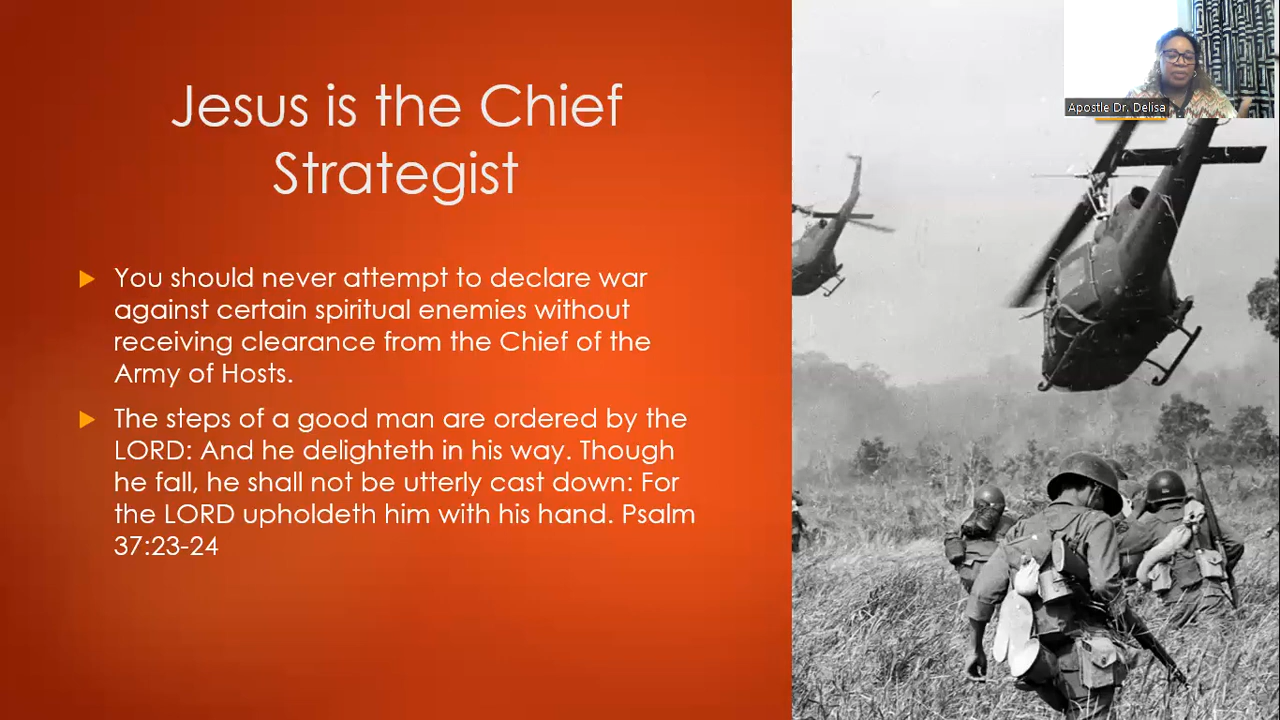 Jesus is the Chief
Strategist
You should never attempt to declare war
against certain spiritual enemies without
receiving clearance from the Chief of the
Army of Hosts.
The steps of a good man are ordered by the
LORD: And he delighteth in his way. Though
he fall, he shall not be utterly cast down: For
the LORD upholdeth him with his hand. Psalm
37:23-24
Apostle Dr. Delisa